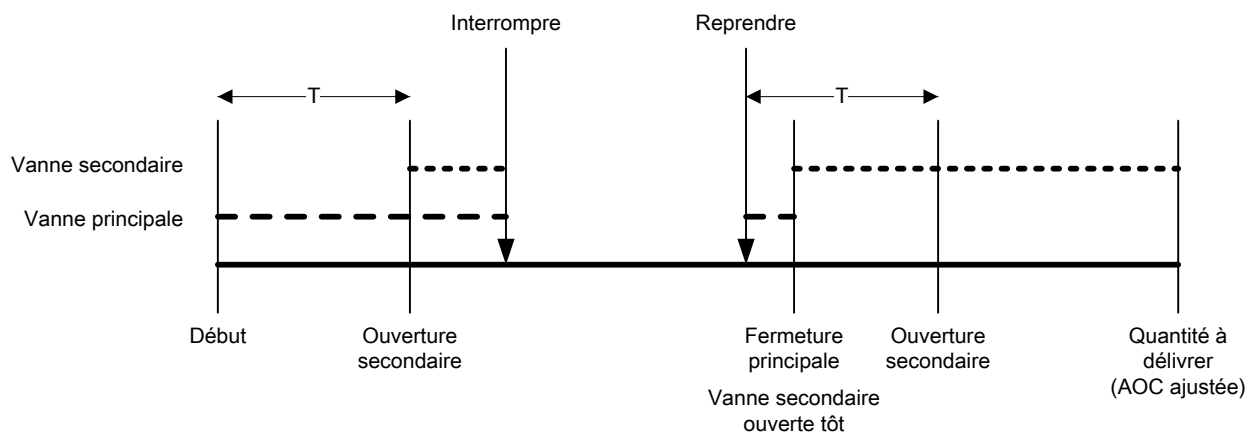 Interrompre
Reprendre
T
T
Vanne secondaire
Vanne principale
Début
Ouverture
secondaire
Fermeture
principale
Vanne secondaire
ouverte tôt
Ouverture
secondaire
Quantité à
délivrer
(AOC ajustée)